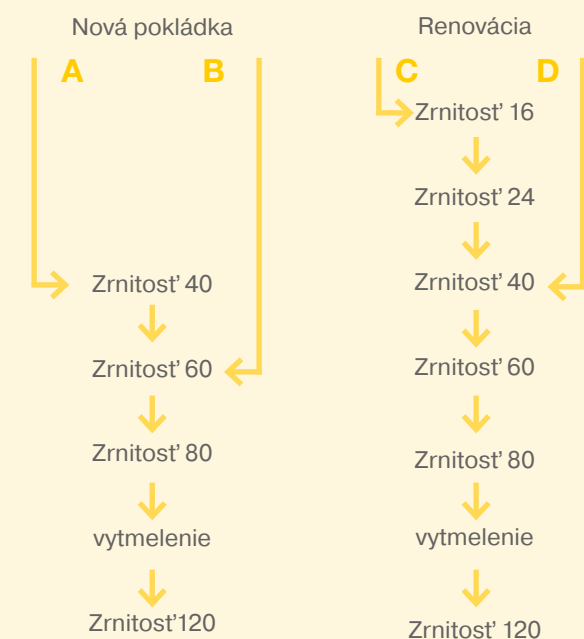 Nová pokládka
A B
Zrnitosť 40
Zrnitosť 60
Zrnitosť 80
vytmelenie
Zrnitosť120
Renovácia
C D
Zrnitosť 16
Zrnitosť 24
Zrnitosť 40
Zrnitosť 60
Zrnitosť 80
vytmelenie
Zrnitosť 120